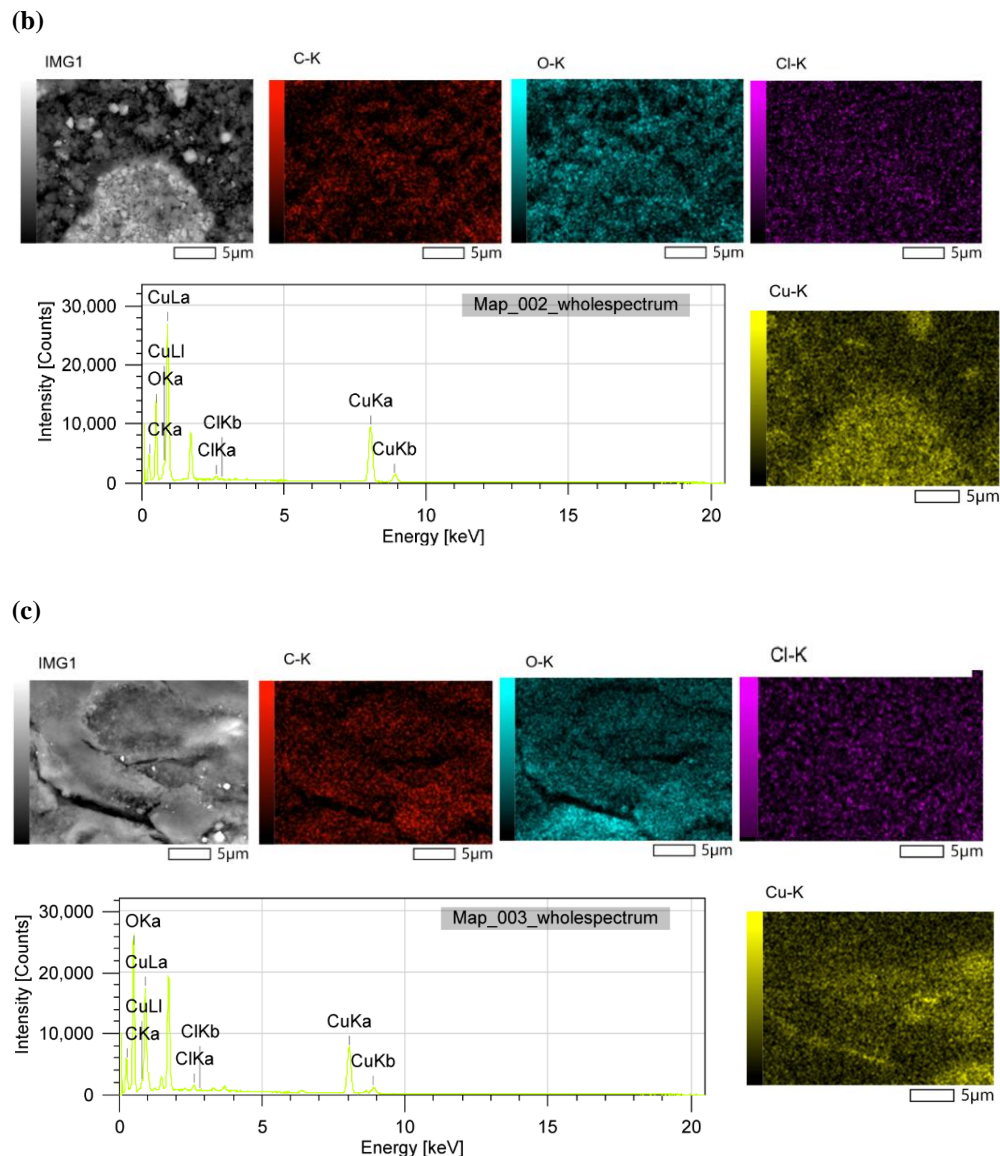 (b)
IMG1
C-K
O-K
Cl-K
5μm
5μm
5μm
5μm
30,000
20,000
10,000
0
Intensity [Counts]
CuLa
CuLl
OKa
CKa
ClKb
ClKa
CuKa
CuKb
Map_002_wholespectrum
0 5 10 15 20
Energy [keV]
Cu-K
5μm
(c)
IMG1
C-K
O-K
Cl-K
5μm
5μm
5μm
5μm
30,000
20,000
10,000
0
Intensity [Counts]
OKa
CuLa
CuLl
CKa
ClKb
ClKa
CuKa
CuKb
Map_003_wholespectrum
0 5 10 15 20
Energy [keV]
Cu-K
5μm